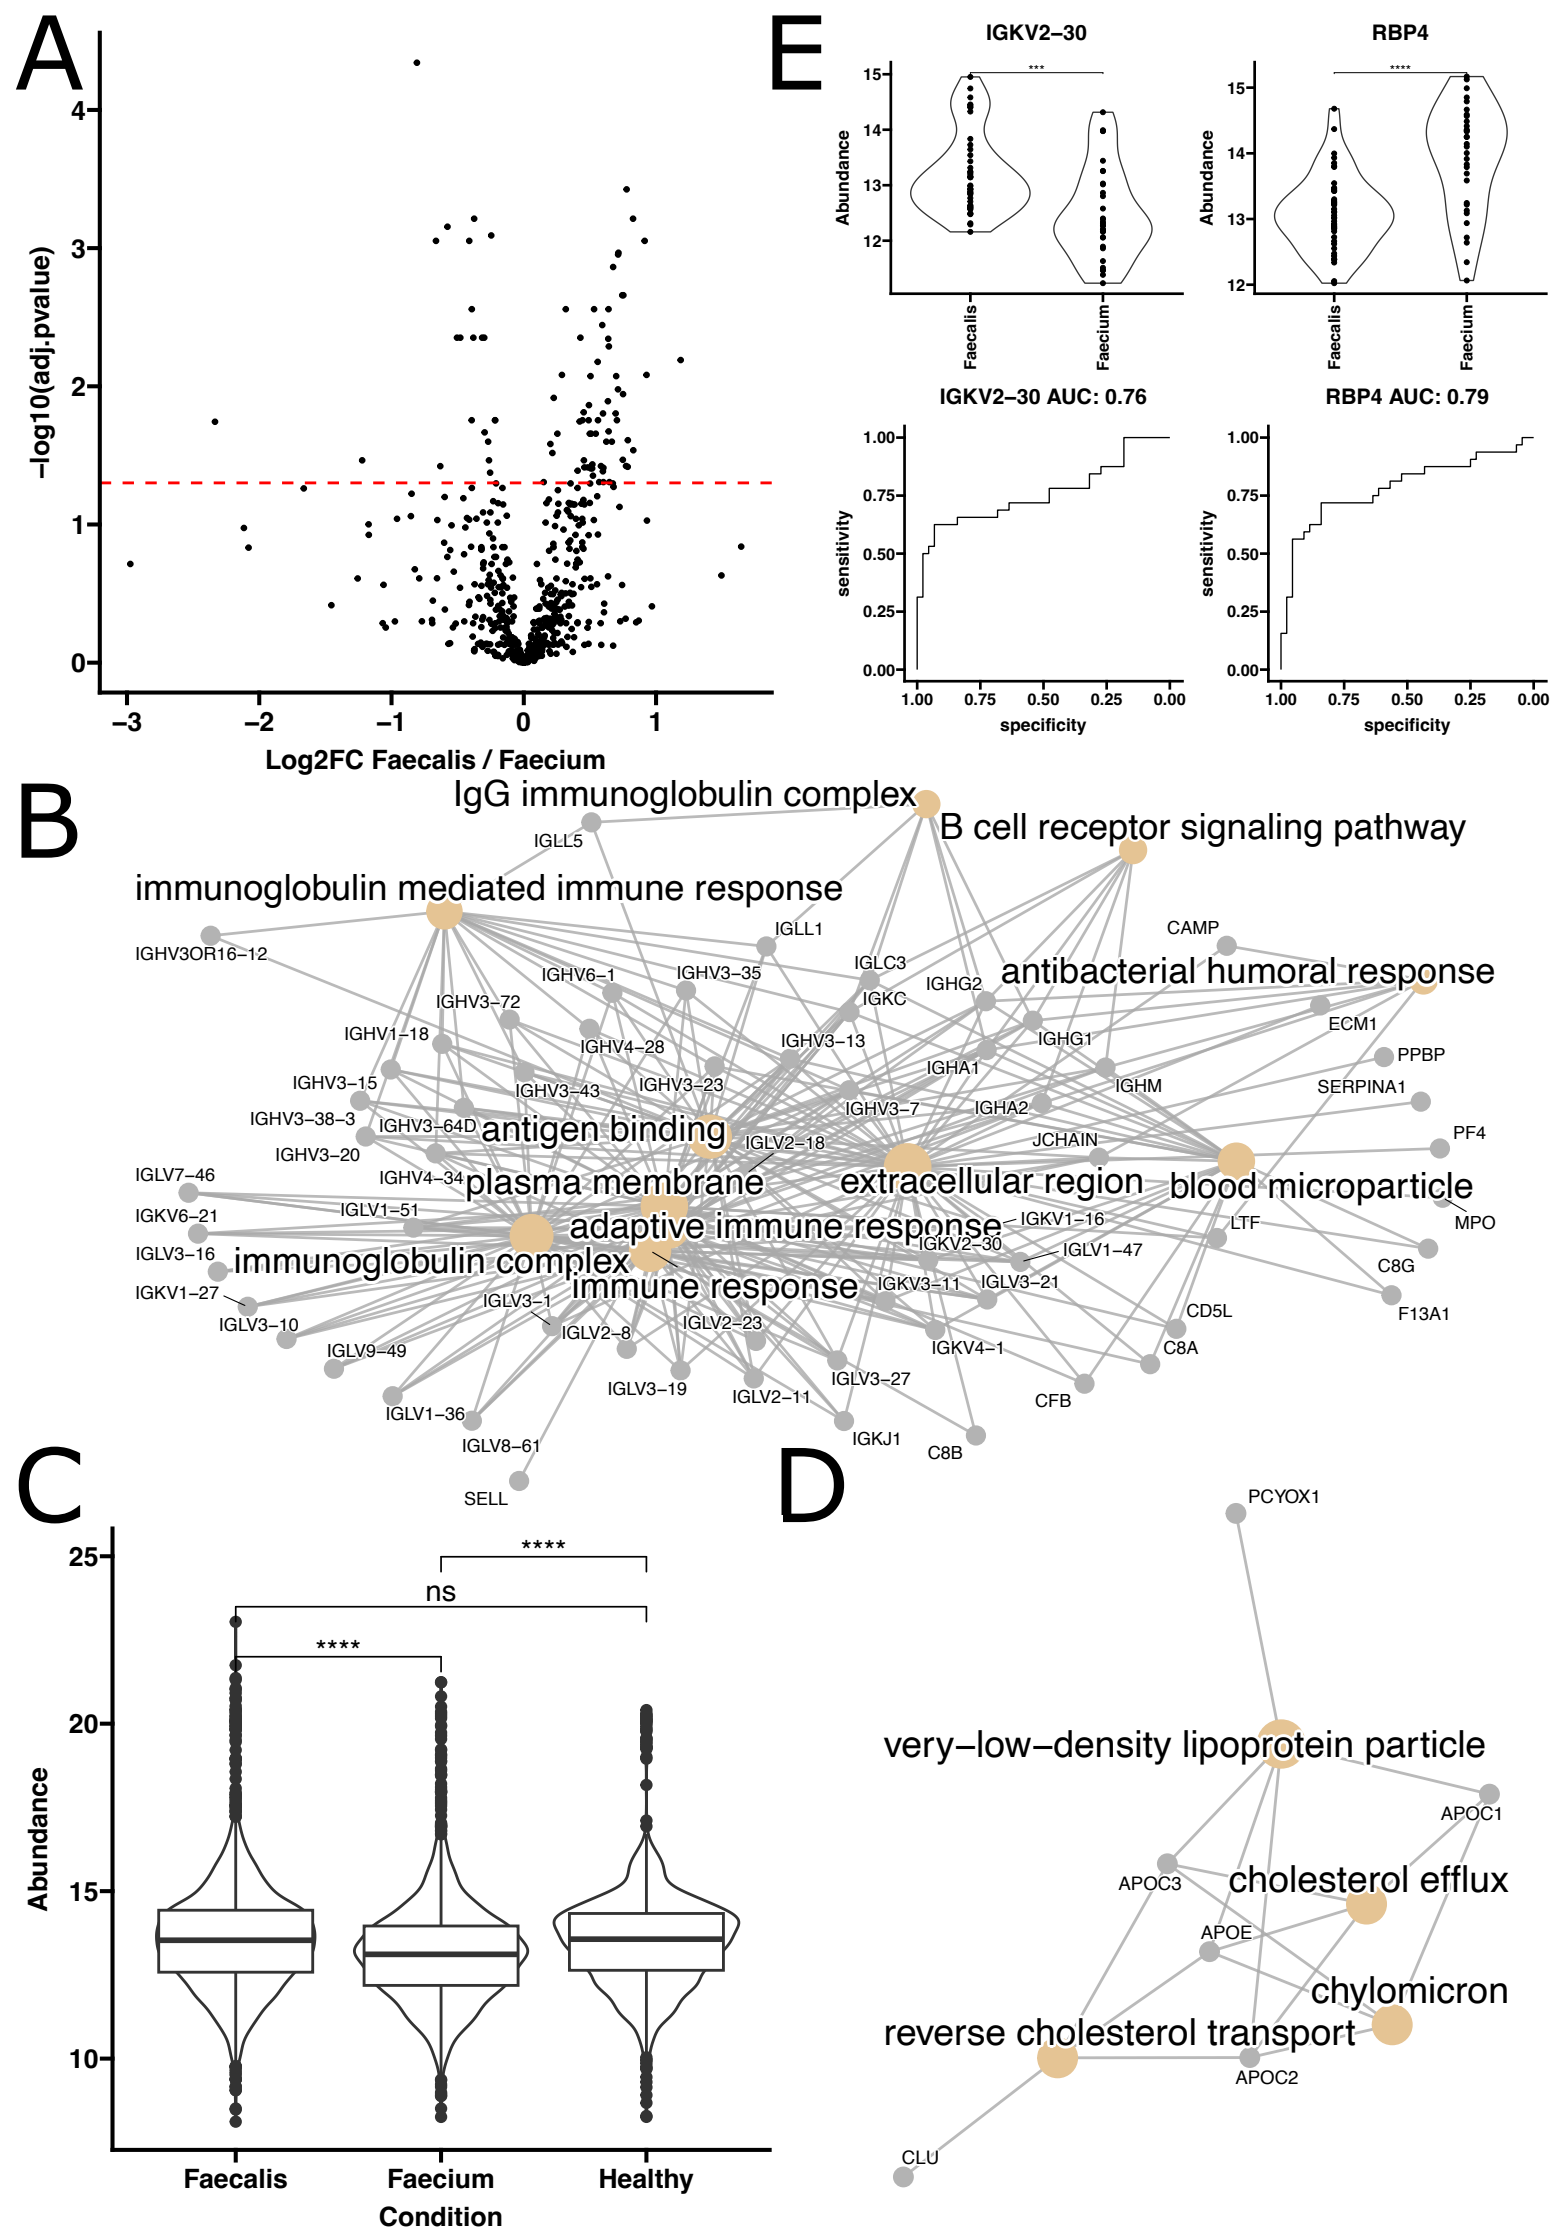 A
4
3
2
1
0
−log10(adj.pvalue)
−3
−2
−1
0
1
Log2FC Faecalis / Faecium
E
IGKV2−30
***
15
14
13
12
Abundance
Faecalis
Faecium
RBP4
****
15
14
13
12
Abundance
Faecalis
Faecium
IGKV2−30 AUC: 0.76
1.00
0.75
0.50
0.25
0.00
sensitivity
1.00
0.75
0.50
0.25
0.00
specificity
RBP4 AUC: 0.79
1.00
0.75
0.50
0.25
0.00
sensitivity
1.00
0.75
0.50
0.25
0.00
specificity
B
IgG immunoglobulin complex
B cell receptor signaling pathway
IGLL5
immunoglobulin mediated immune response
IGLL1
CAMP
IGHV3OR16−12
IGLC3
antibacterial humoral response
IGHV6−1
IGHV3−35
IGHG2
IGKC
IGHV3−72
ECM1
IGHV1−18
IGHV4−28
IGHV3−13
IGHG1
PPBP
IGHA1
IGHV3−15
IGHV3−43
IGHV3−23
IGHM
SERPINA1
IGHV3−38−3
IGHV3−64D
IGHV3−7
IGHA2
antigen binding
IGLV2−18
JCHAIN
PF4
IGHV3−20
IGHV4−34
IGLV7−46
plasma membrane
extracellular region
blood microparticle
IGKV6−21
IGLV1−51
adaptive immune response
IGKV1−16
LTF
MPO
IGLV3−16
immunoglobulin complex
IGKV2−30
IGLV1−47
C8G
IGKV1−27
immune response
IGKV3−11
IGLV3−21
IGLV3−1
CD5L
F13A1
IGLV3−10
IGLV2−8
IGLV2−23
IGLV9−49
IGKV4−1
C8A
IGLV3−19
IGLV2−11
IGLV3−27
CFB
IGLV1−36
IGKJ1
C8B
IGLV8−61
SELL
C
25
20
15
10
Abundance
****
ns
****
Faecalis
Faecium
Healthy
Condition
D
PCYOX1
very−low−density lipoprotein particle
APOC1
APOC3
cholesterol efflux
APOE
chylomicron
reverse cholesterol transport
APOC2
CLU